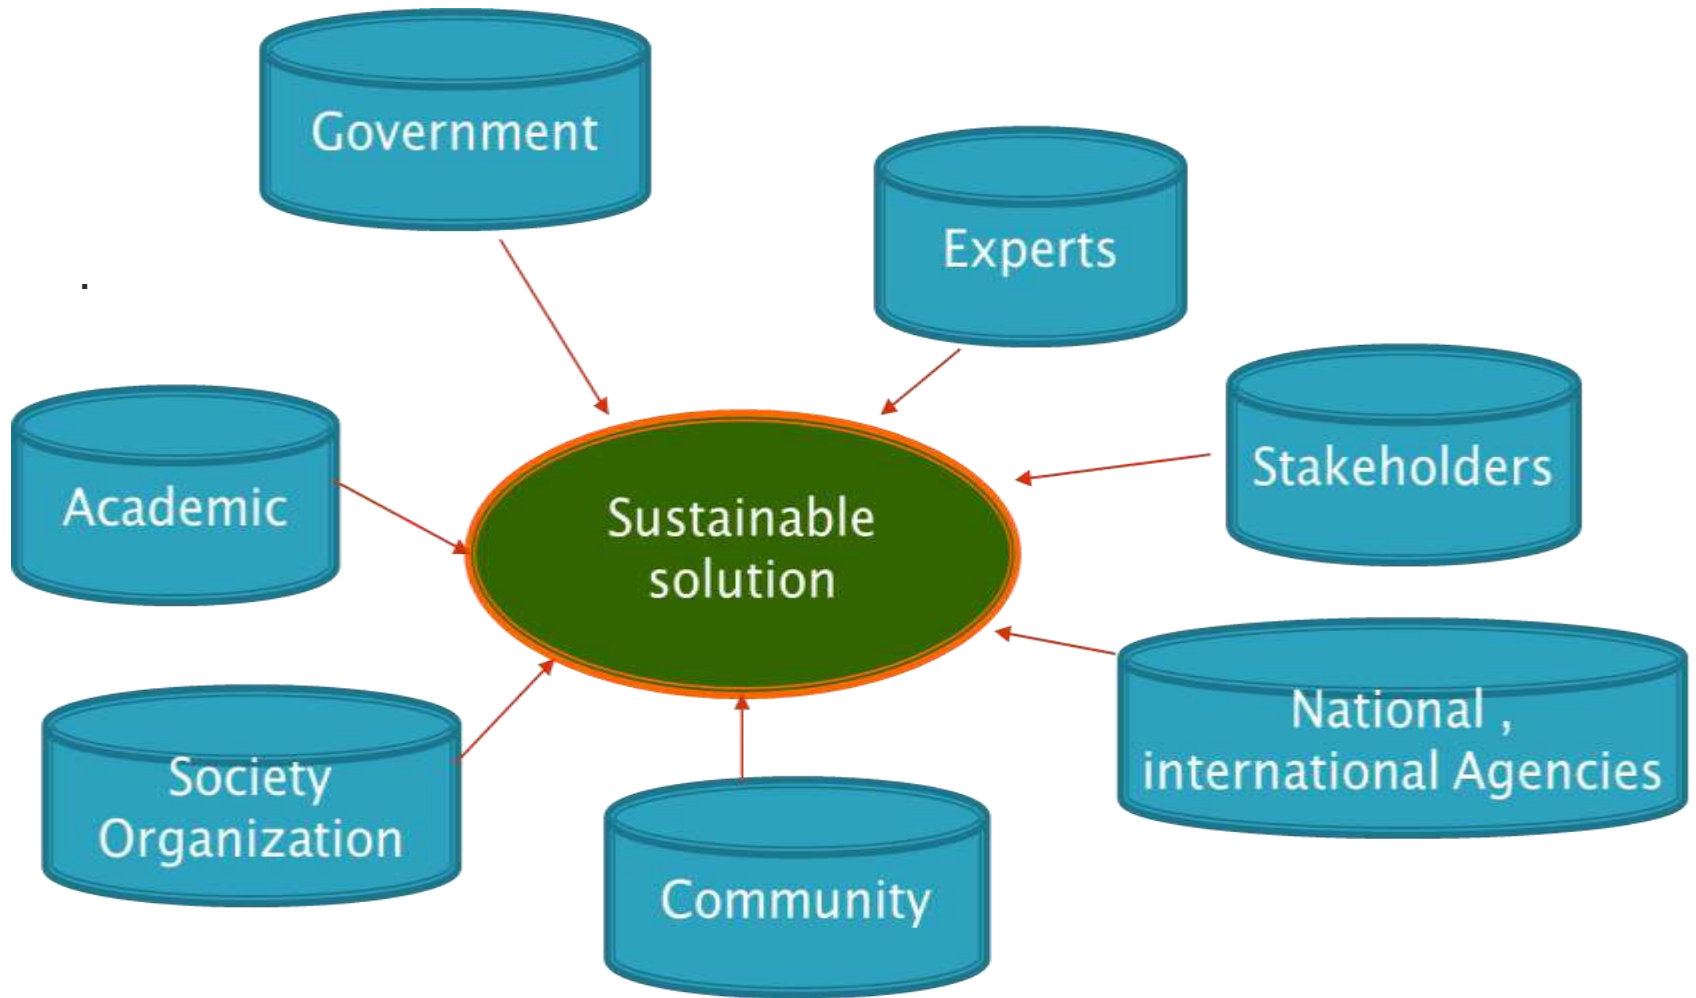 Government
Experts
.
Stakeholders
Academic
Sustainable
solution
National ,
international Agencies
Society
Organization
Community